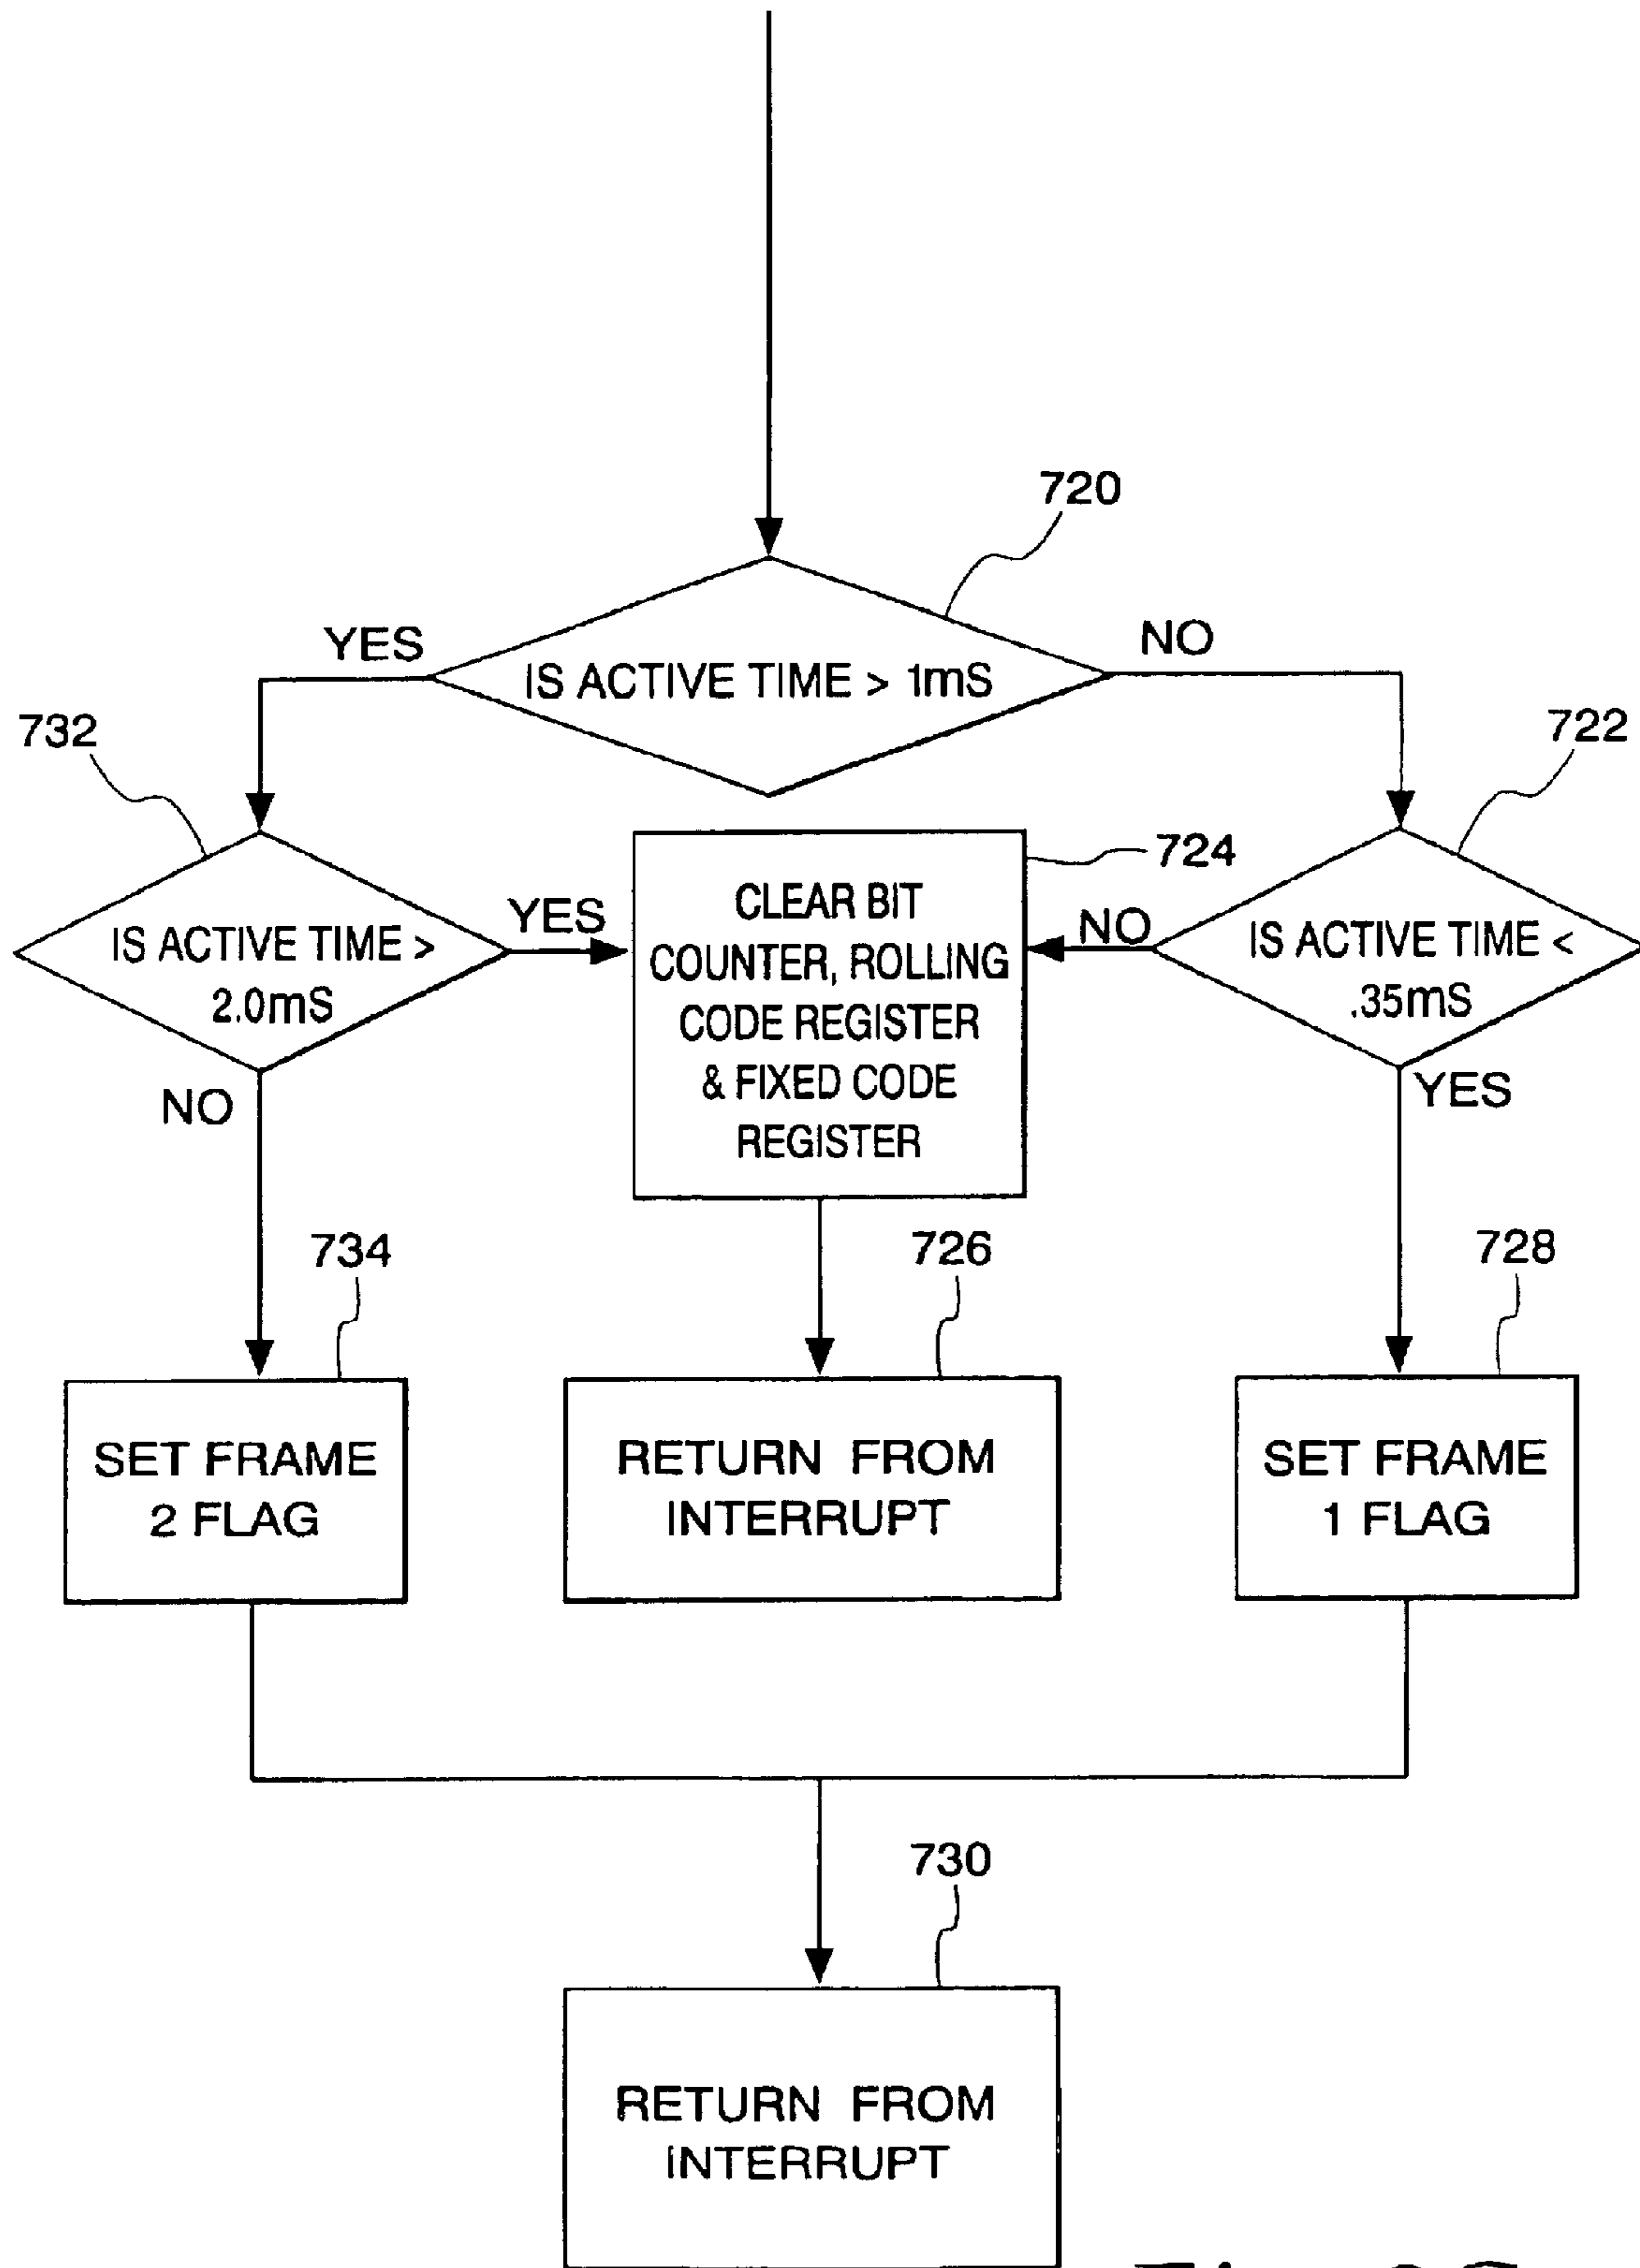 720
YES
NO
IS ACTIVE TIME > 1mS
732
722
724
CLEAR BIT
COUNTER, ROLLING
CODE REGISTER
& FIXED CODE
REGISTER
YES
NO
IS ACTIVE TIME >
2.0mS
IS ACTIVE TIME <
.35mS
NO
YES
734
726
728
SET FRAME
2 FLAG
RETURN FROM
INTERRUPT
SET FRAME
1 FLAG
730
RETURN FROM
INTERRUPT